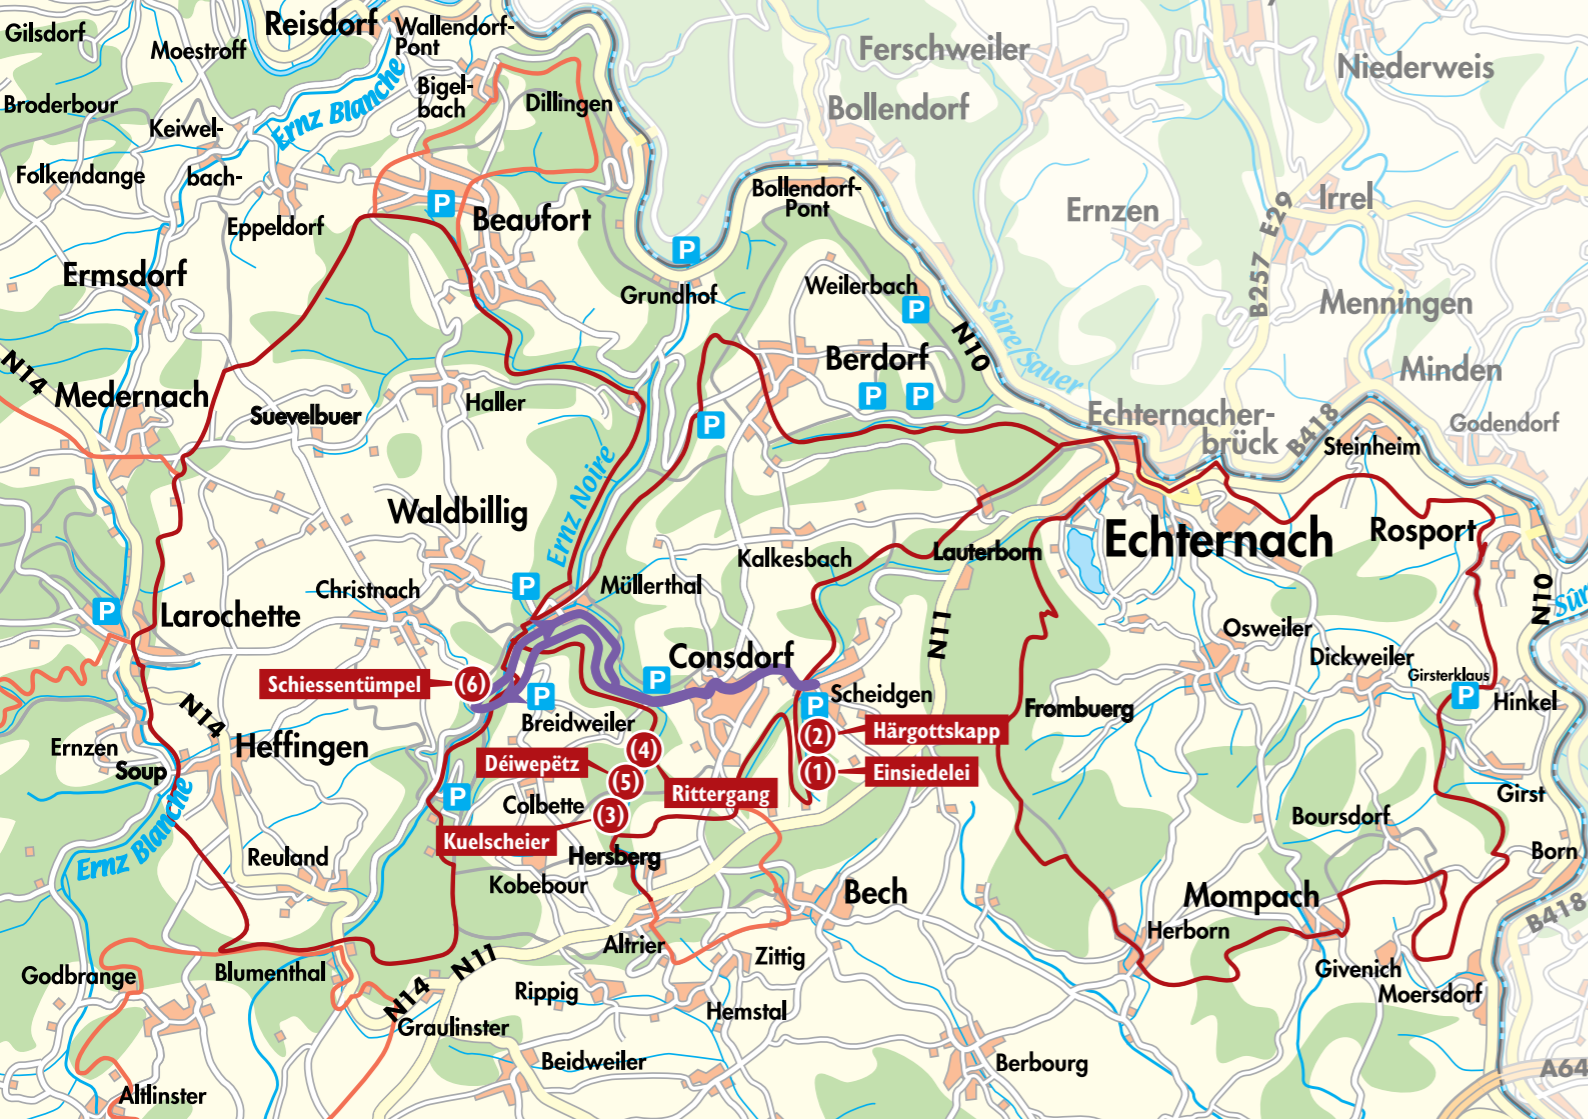 Gilsdorf
Moestroff
Reisdorf
Wallendorf-
Pont
Ferschweiler
Niederweis
Broderbour
Keiwel-
bach-
Ernz Blanche
Bigel-
bach
Dillingen
Bollendorf
Folkendange
Eppeldorf
P
Beaufort
Bollendorf-
Pont
Ernzen
Irrel
B257 E29
Ermsdorf
P
Grundhof
Weilerbach
P
N10
Sûre/Sauer
Menningen
N14
Medernach
Suevelbuer
Haller
Berdorf
P
P
P
Minden
Echternacher-
brück
B418
Godendorf
Steinheim
Waldbillig
Ernz Noire
Kalkesbach
Lauterborn
Echternach
Rosport
Christnach
P
Müllerthal
N10
Sûr
P
Larochette
N11
Osweiler
Dickweiler
Girsterklaus
P
Hinkel
Consdorf
P
Scheidgen
P
Schiessentümpel
(6)
P
Breidweiler
Frombuerg
N14
Heffingen
Ernzen
Soup
(2)
Härgottskapp
(1)
Einsiedelei
(4)
Déiwepëtz
(5)
Rittergang
P
Colbette
(3)
Kuelscheier
Hersberg
Girst
Boursdorf
Born
Ernz Blanche
Reuland
Kobebour
Bech
Mompach
B418
Herborn
Altrier
Zittig
Godbrange
Blumenthal
N14
N11
Rippig
Hemstal
Givenich
Moersdorf
Graulinster
Beidweiler
Berbourg
A64
Altlinster